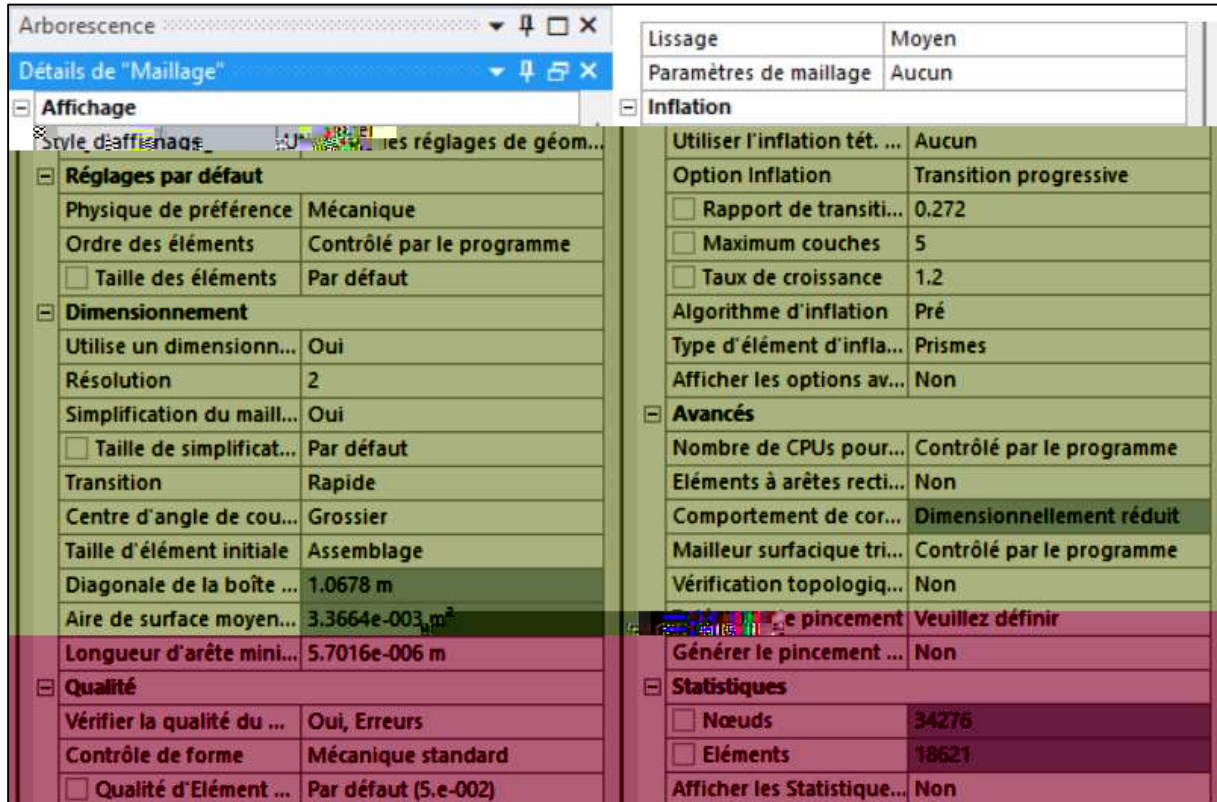 Arborescence
Détails de "Maillage"
Affichage
Style d'affichage les réglages de géom...
Réglages par défaut
Physique de préférence Mécanique
Ordre des éléments Contrôlé par le programme
Taille des éléments Par défaut
Dimensionnement
Utilise un dimensionn... Oui
Résolution 2
Simplification du maill... Oui
Taille de simplificat... Par défaut
Transition Rapide
Centre d'angle de cou... Grossier
Taille d'élément initiale Assemblage
Diagonale de la boîte ... 1.0678 m
Aire de surface moyen... 3.3664e-003 m²
Longueur d'arête mini... 5.7016e-006 m
Qualité
Vérifier la qualité du ... Oui, Erreurs
Contrôle de forme Mécanique standard
Qualité d'Elément ... Par défaut (5.e-002)
Lissage Moyen
Paramètres de maillage Aucun
Inflation
Utiliser l'inflation tét. ... Aucun
Option Inflation Transition progressive
Rapport de transiti... 0.272
Maximum couches 5
Taux de croissance 1.2
Algorithme d'inflation Pré
Type d'élément d'infla... Prismes
Afficher les options av... Non
Avancés
Nombre de CPUs pour... Contrôlé par le programme
Eléments à arêtes recti... Non
Comportement de cor... Dimensionnellement réduit
Mailleur surfacique tri... Contrôlé par le programme
Vérification topologiq... Non
e pincement Veuillez définir
Générer le pincement ... Non
Statistiques
Nœuds 34276
Eléments 18621
Afficher les Statistique... Non